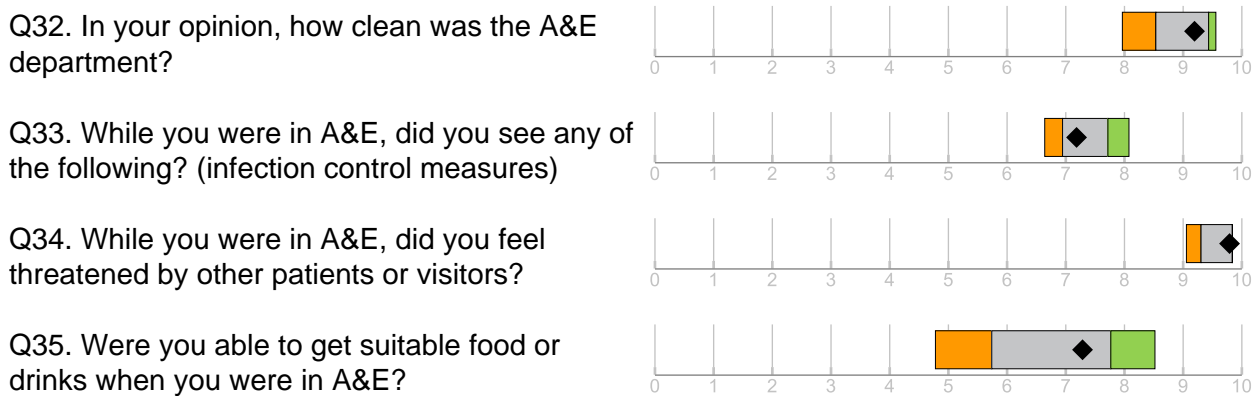 Q32. In your opinion, how clean was the A&E
department?
0 1 2 3 4 5 6 7 8 9 10
Q33. While you were in A&E, did you see any of
the following? (infection control measures)
0 1 2 3 4 5 6 7 8 9 10
Q34. While you were in A&E, did you feel
threatened by other patients or visitors?
0 1 2 3 4 5 6 7 8 9 10
Q35. Were you able to get suitable food or
drinks when you were in A&E?
0 1 2 3 4 5 6 7 8 9 10